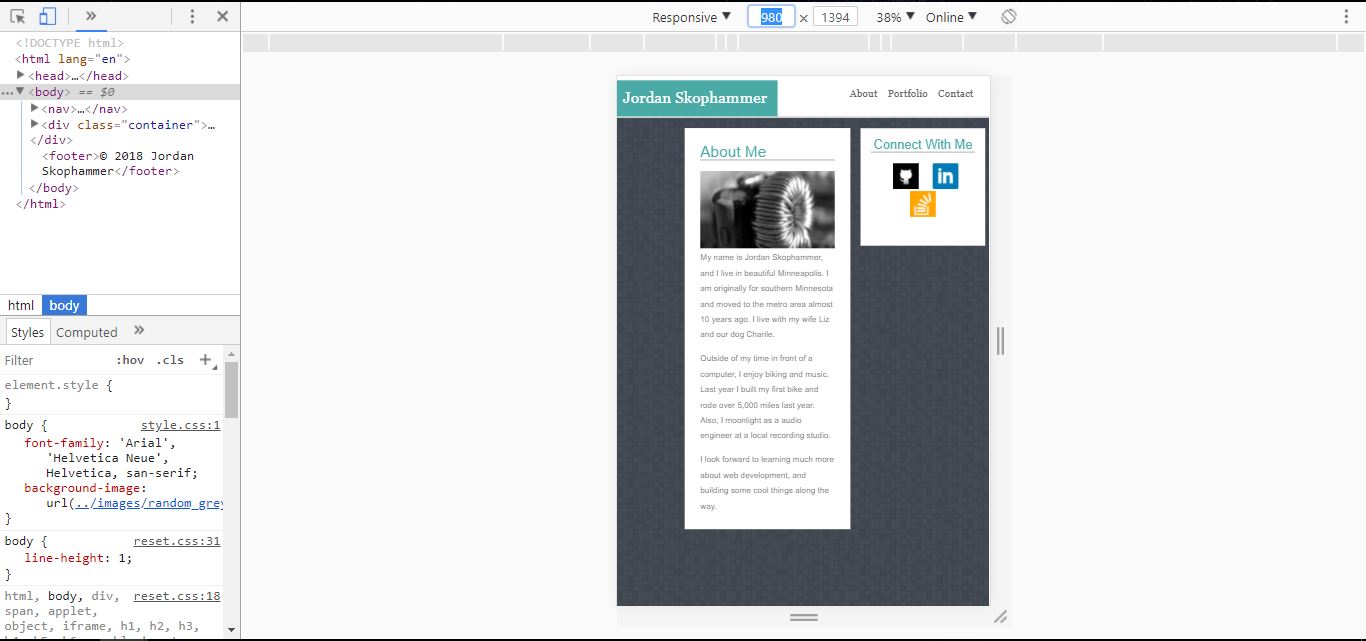 Responsive ▼ 980 × 1394 38% ▼ Online ▼
<!DOCTYPE html>
<html lang="en">
▶<head>…</head>
…▼<body> == $0
▶<nav>…</nav>
▶<div class="container">…
</div>
<footer>© 2018 Jordan
Skophammer</footer>
</body>
</html>
html body
Styles Computed »
Filter :hov .cls +
element.style {
}
body { style.css:1
font-family: 'Arial',
'Helvetica Neue',
Helvetica, san-serif;
background-image:
url(../images/random_grey
}
body { reset.css:31
line-height: 1;
}
html, body, div, reset.css:18
span, applet,
object, iframe, h1, h2, h3,
Jordan Skophammer
About Portfolio Contact
About Me
My name is Jordan Skophammer,
and I live in beautiful Minneapolis. I
am originally for southern Minnesota
and moved to the metro area almost
10 years ago. I live with my wife Liz
and our dog Charile.
Outside of my time in front of a
computer, I enjoy biking and music.
Last year I built my first bike and
rode over 5,000 miles last year.
Also, I moonlight as a audio
engineer at a local recording studio.
I look forward to learning much more
about web development, and
building some cool things along the
way.
Connect With Me
in